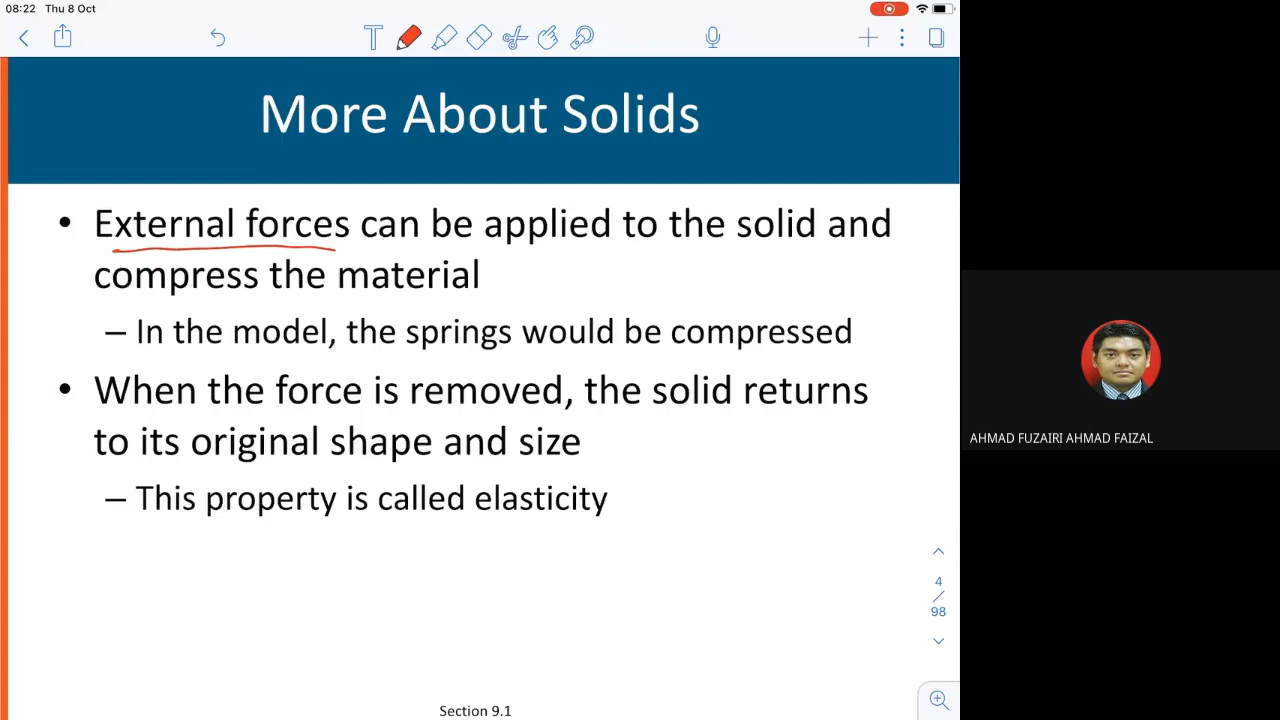 08:22 Thu 8 Oct
T
More About Solids
• External forces can be applied to the solid and
compress the material
– In the model, the springs would be compressed
• When the force is removed, the solid returns
to its original shape and size
– This property is called elasticity
4
/
98
Section 9.1
AHMAD FUZAIRI AHMAD FAIZAL